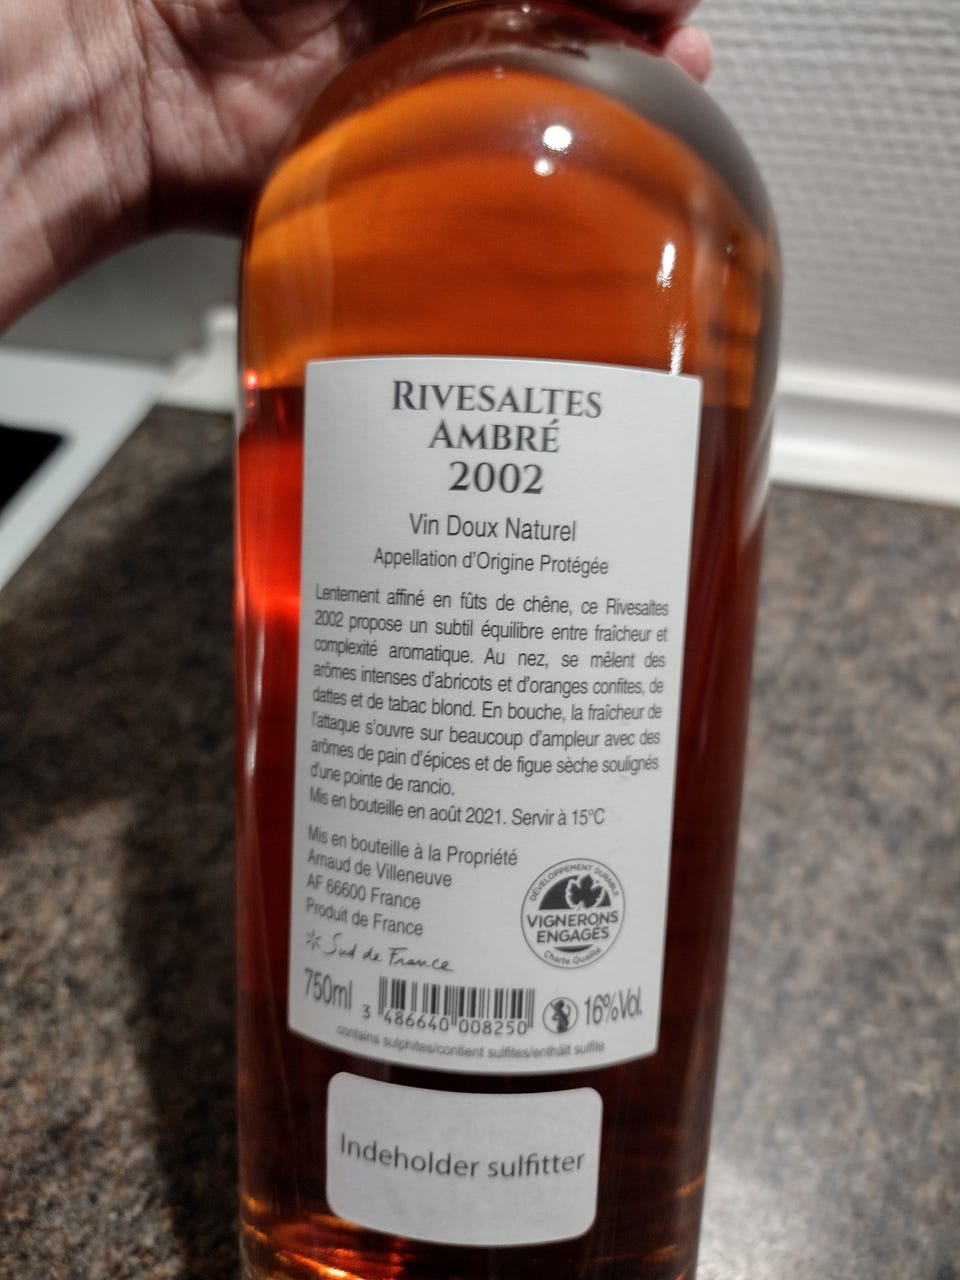 RIVESALTES
AMBRÉ
2002
Vin Doux Naturel
Appellation d'Origine Protégée
Lentement affiné en fûts de chêne, ce Rivesaltes
2002 propose un subtil équilibre entre fraîcheur et
complexité aromatique. Au nez, se mêlent des
arômes intenses d'abricots et d'oranges confites, de
dattes et de tabac blond. En bouche, la fraîcheur de
l'attaque s'ouvre sur beaucoup d'ampleur avec des
arômes de pain d'épices et de figue sèche soulignés
d'une pointe de rancio.
Mis en bouteille en août 2021. Servir à 15°C
Mis en bouteille à la Propriété
Arnaud de Villeneuve
AF 66600 France
Produit de France
Sud de France
DÉVELOPPEMENT DURABLE
VIGNERONS
ENGAGÉS
Charte Qualité
750ml
3 486640 008250
16%Vol.
contains sulphites/contient sulfites/enthält sulfite
Indeholder sulfitter